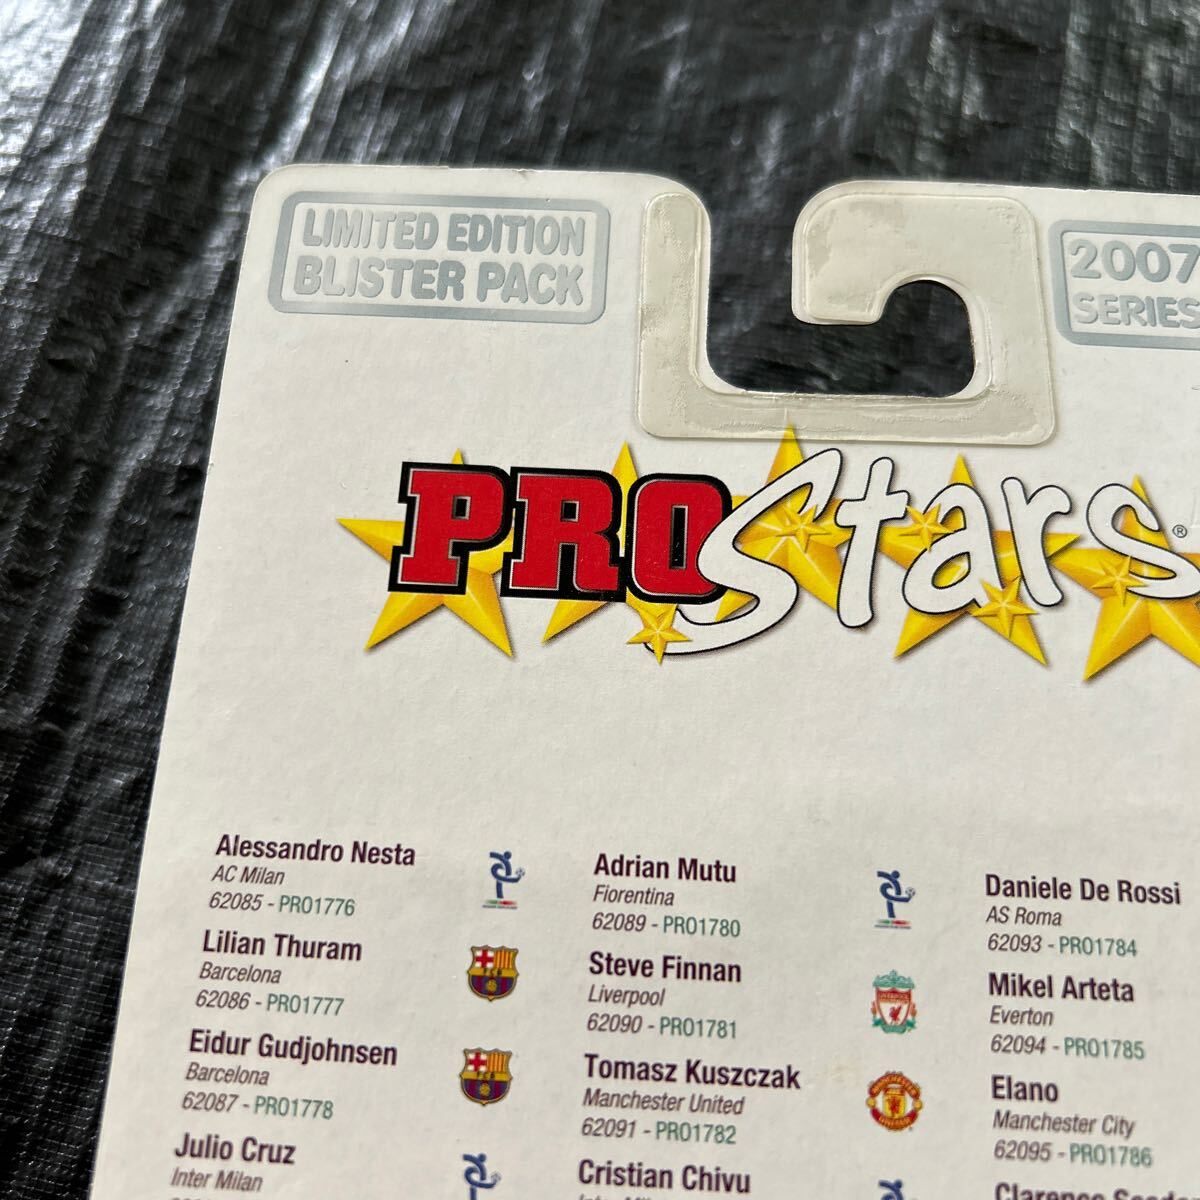 LIMITED EDITION
BLISTER PACK
2007
SERIES
PROStars®
Alessandro Nesta
AC Milan
62085 - PRO1776
Lilian Thuram
Barcelona
62086 - PRO1777
Eidur Gudjohnsen
Barcelona
62087 - PRO1778
Julio Cruz
Inter Milan
Adrian Mutu
Fiorentina
62089 - PRO1780
Steve Finnan
Liverpool
62090 - PRO1781
Tomasz Kuszczak
Manchester United
62091 - PRO1782
Cristian Chivu
Inter Milan
Daniele De Rossi
AS Roma
62093 - PRO1784
Mikel Arteta
Everton
62094 - PRO1785
Elano
Manchester City
62095 - PRO1786
Clarence